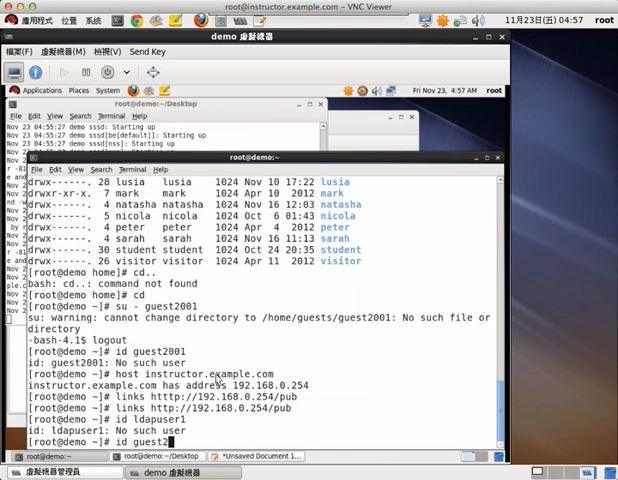 root@instructor.example.com - VNC Viewer
應用程式 位置 系統 11月23日(五) 04:57 root
demo 虛擬機器
檔案(F) 虛擬機器(M) 檢視(V) Send Key
Applications Places System Fri Nov 23, 4:57 AM root
root@demo:~/Desktop
File Edit View Search Terminal Help
Nov 23 04:55:27 demo sssd: Starting up
Nov 23 04:55:27 demo sssd[be[default]]: Starting up
Nov 23 04:55:27 demo sssd[nss]: Starting up
root@demo:~
File Edit View Search Terminal Help
drwx------. 28 lusia lusia 1024 Nov 10 17:22 lusia
drwxr-xr-x. 7 mark mark 1024 Apr 10 2012 mark
drwx------. 4 natasha natasha 1024 Nov 16 12:03 natasha
drwx------. 5 nicola nicola 1024 Oct 6 01:43 nicola
drwx------. 4 peter peter 1024 Apr 4 2012 peter
drwx------. 4 sarah sarah 1024 Nov 16 11:13 sarah
drwx------. 30 student student 1024 Oct 24 20:35 student
drwx------. 26 visitor visitor 1024 Apr 11 2012 visitor
[root@demo home]# cd..
bash: cd..: command not found
[root@demo home]# cd
[root@demo ~]# su - guest2001
su: warning: cannot change directory to /home/guests/guest2001: No such file or
directory
-bash-4.1$ logout
[root@demo ~]# id guest2001
id: guest2001: No such user
[root@demo ~]# host instructor.example.com
instructor.example.com has address 192.168.0.254
[root@demo ~]# links htttp://192.168.0.254/pub
[root@demo ~]# links http://192.168.0.254/pub
[root@demo ~]# id ldapuser1
id: ldapuser1: No such user
[root@demo ~]# id guest2
root@demo:~ root@demo:~/Desktop *Unsaved Document 1...
虛擬機器管理員 demo 虛擬機器